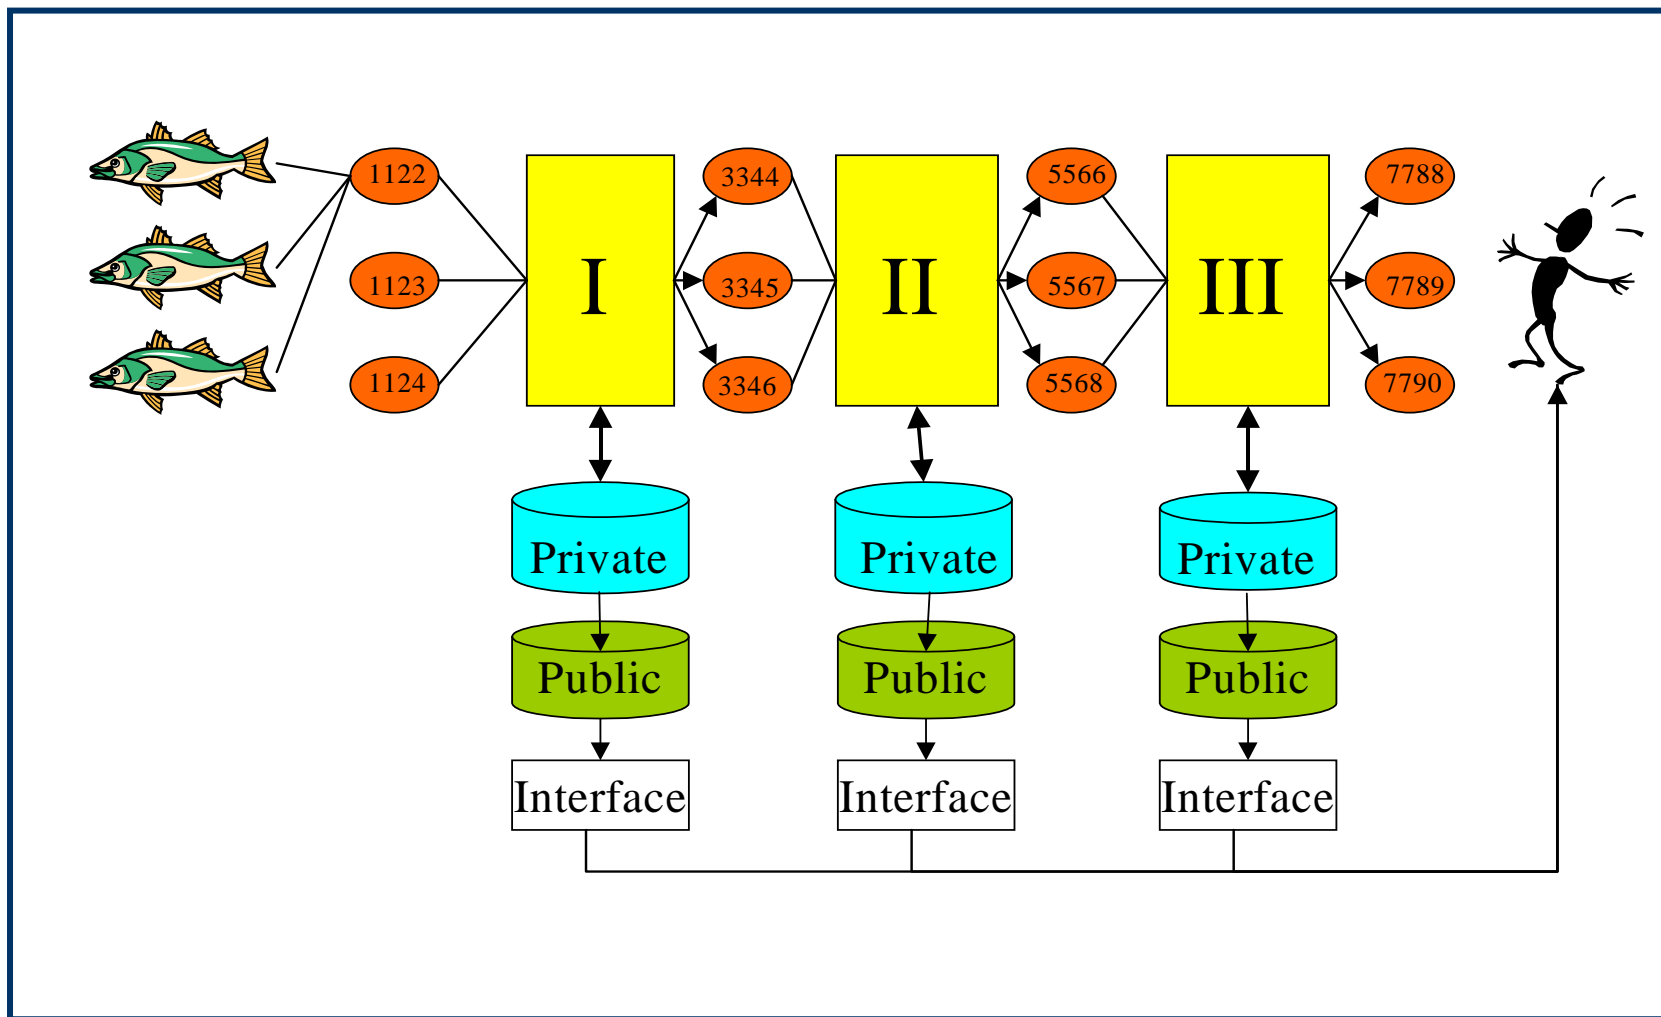 1122
3344
5566
7788
1123
I
3345
II
5567
III
7789
1124
3346
5568
7790
Private
Private
Private
Public
Public
Public
Interface
Interface
Interface